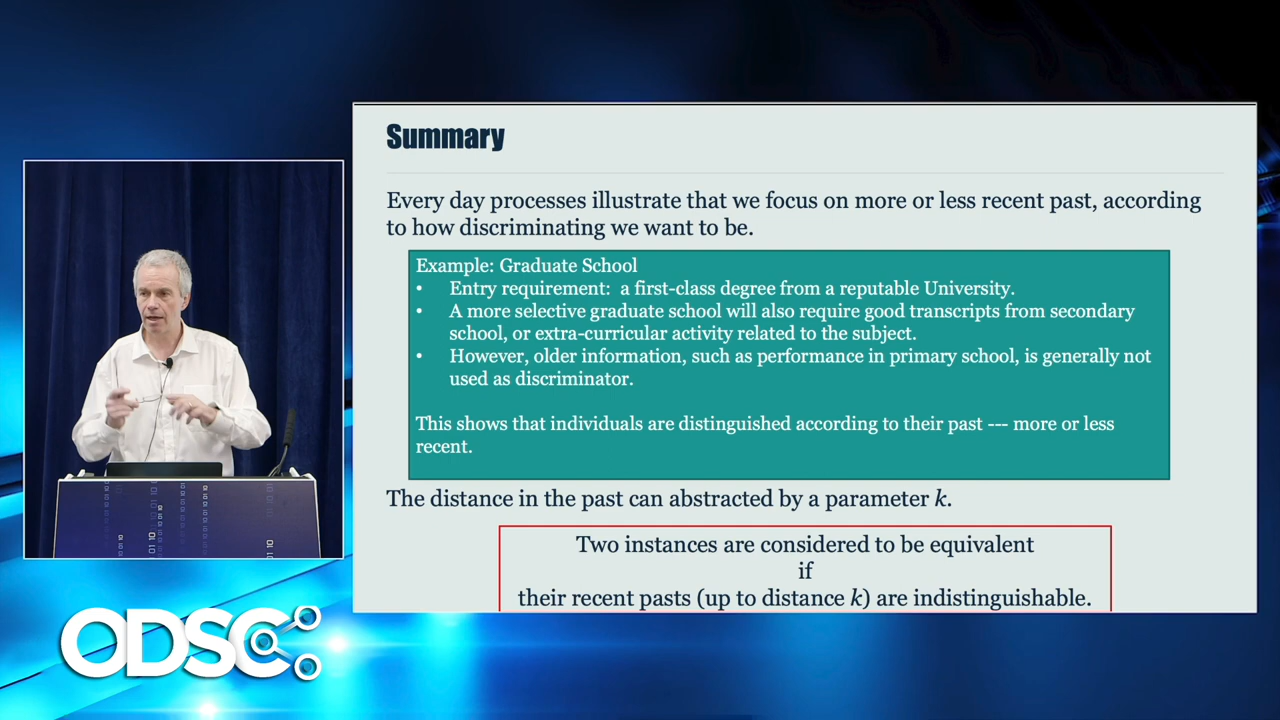 Summary
Every day processes illustrate that we focus on more or less recent past, according
to how discriminating we want to be.
Example: Graduate School
• Entry requirement: a first-class degree from a reputable University.
• A more selective graduate school will also require good transcripts from secondary
school, or extra-curricular activity related to the subject.
• However, older information, such as performance in primary school, is generally not
used as discriminator.
This shows that individuals are distinguished according to their past --- more or less
recent.
The distance in the past can abstracted by a parameter k.
Two instances are considered to be equivalent
if
their recent pasts (up to distance k) are indistinguishable.
ODSC